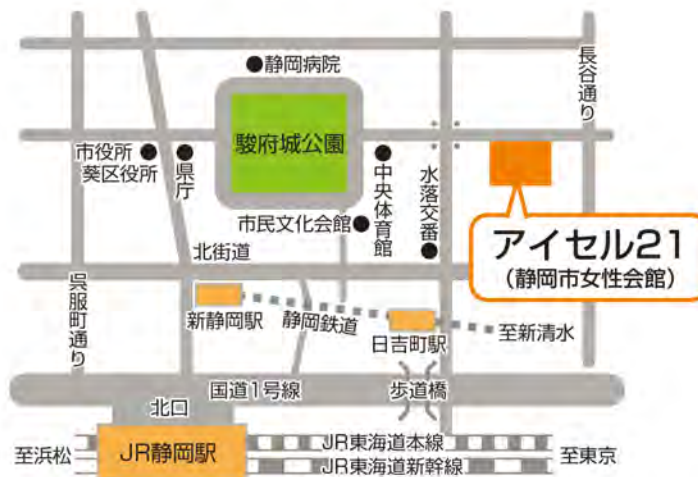 静岡病院
長谷通り
駿府城公園
市役所
葵区役所
県庁
中央体育館
水落交番
市民文化会館
アイセル21
(静岡市女性会館)
北街道
呉服町通り
新静岡駅
静岡鉄道
日吉町駅
至新清水
国道1号線
歩道橋
北口
至浜松
JR静岡駅
JR東海道本線
JR東海道新幹線
至東京